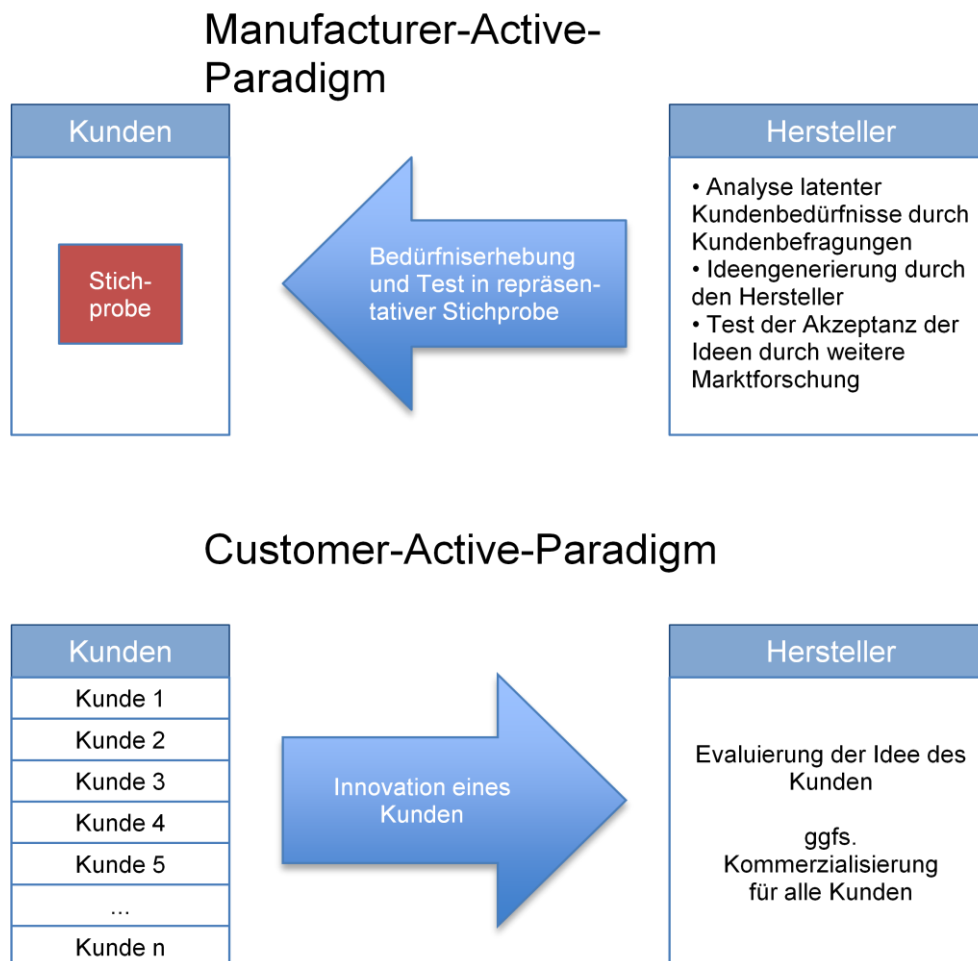 Manufacturer-Active-
Paradigm
Kunden
Stich-
probe
Bedürfniserhebung
und Test in repräsen-
tativer Stichprobe
Hersteller
• Analyse latenter
Kundenbedürfnisse durch
Kundenbefragungen
• Ideengenerierung durch
den Hersteller
• Test der Akzeptanz der
Ideen durch weitere
Marktforschung
Customer-Active-Paradigm
Kunden
Kunde 1
Kunde 2
Kunde 3
Kunde 4
Kunde 5
...
Kunde n
Innovation eines
Kunden
Hersteller
Evaluierung der Idee des
Kunden
ggfs.
Kommerzialisierung
für alle Kunden